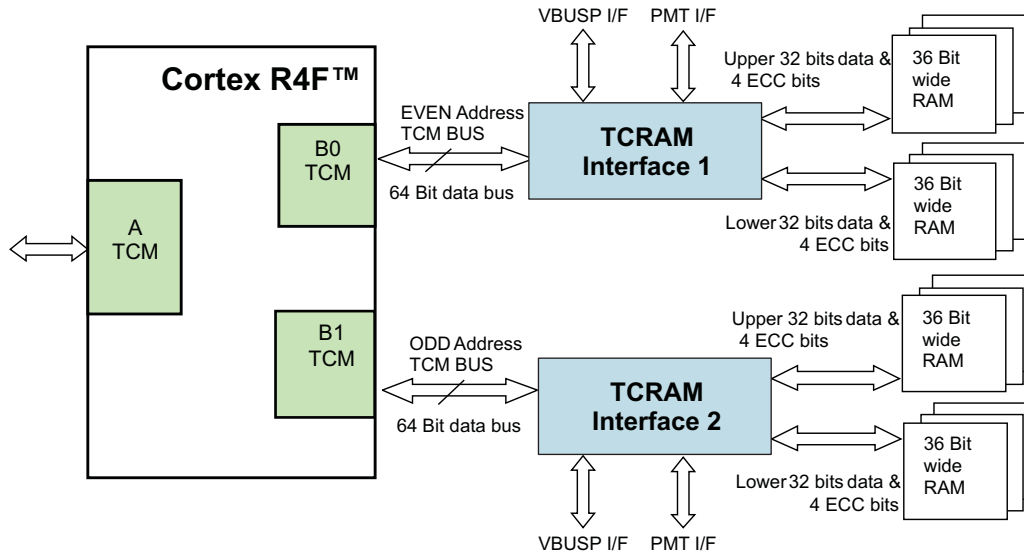 VBUSP I/F
PMT I/F
Cortex R4F™
EVEN Address
TCM BUS
64 Bit data bus
B0
TCM
A
TCM
B1
TCM
TCRAM
Interface 1
Upper 32 bits data &
4 ECC bits
36 Bit
wide
RAM
Lower 32 bits data &
4 ECC bits
36 Bit
wide
RAM
ODD Address
TCM BUS
64 Bit data bus
TCRAM
Interface 2
Upper 32 bits data &
4 ECC bits
36 Bit
wide
RAM
Lower 32 bits data &
4 ECC bits
36 Bit
wide
RAM
VBUSP I/F
PMT I/F